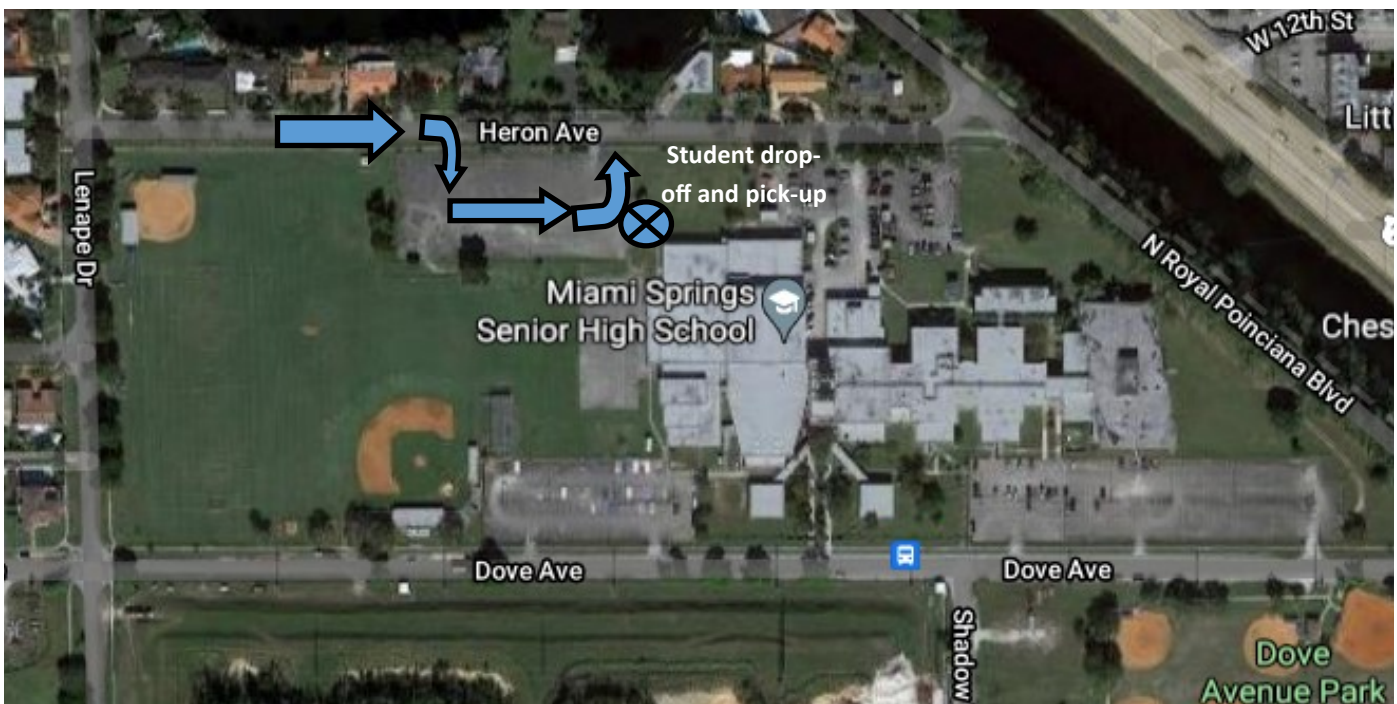 W 12th St
Litt
Heron Ave
Student drop-
off and pick-up
Lenape Dr
N Royal Poinciana Blvd
Miami Springs
Senior High School
Ches
Dove Ave
Dove Ave
Shadow
Dove
Avenue Park